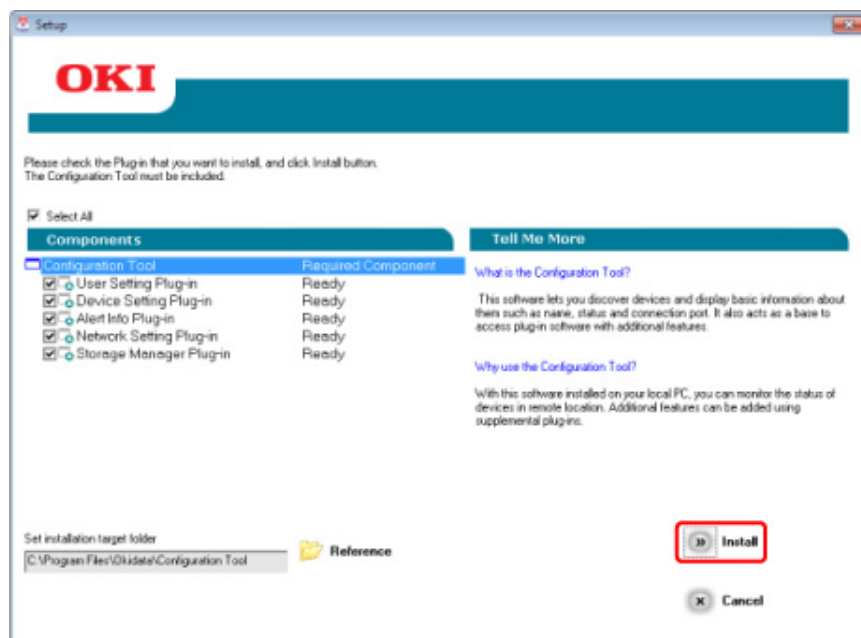 Setup
OKI
Please check the Plug-in that you want to install, and click Install button.
The Configuration Tool must be included.
Select All
Components
Configuration Tool Required Component
User Setting Plug-in Ready
Device Setting Plug-in Ready
Alert Info Plug-in Ready
Network Setting Plug-in Ready
Storage Manager Plug-in Ready
Tell Me More
What is the Configuration Tool?
This software lets you discover devices and display basic information about
them such as name, status and connection port. It also acts as a base to
access plug-in software with additional features.
Why use the Configuration Tool?
With this software installed on your local PC, you can monitor the status of
devices in remote location. Additional features can be added using
supplemental plug-ins.
Set installation target folder
C:\Program Files\Okidata\Configuration Tool
Reference
Install
Cancel